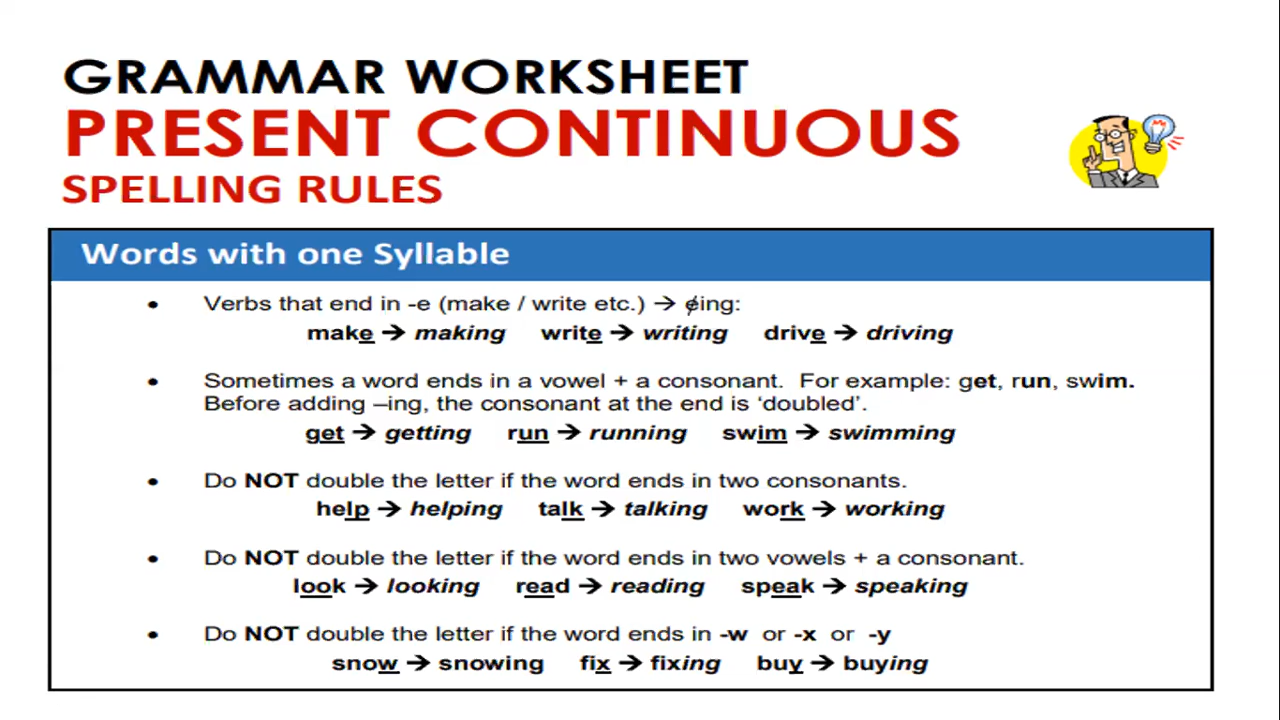 GRAMMAR WORKSHEET
PRESENT CONTINUOUS
SPELLING RULES
Words with one Syllable
• Verbs that end in -e (make / write etc.) → e̸ing:
make → making write → writing drive → driving
• Sometimes a word ends in a vowel + a consonant. For example: get, run, swim.
Before adding –ing, the consonant at the end is ‘doubled’.
get → getting run → running swim → swimming
• Do NOT double the letter if the word ends in two consonants.
help → helping talk → talking work → working
• Do NOT double the letter if the word ends in two vowels + a consonant.
look → looking read → reading speak → speaking
• Do NOT double the letter if the word ends in -w or -x or -y
snow → snowing fix → fixing buy → buying